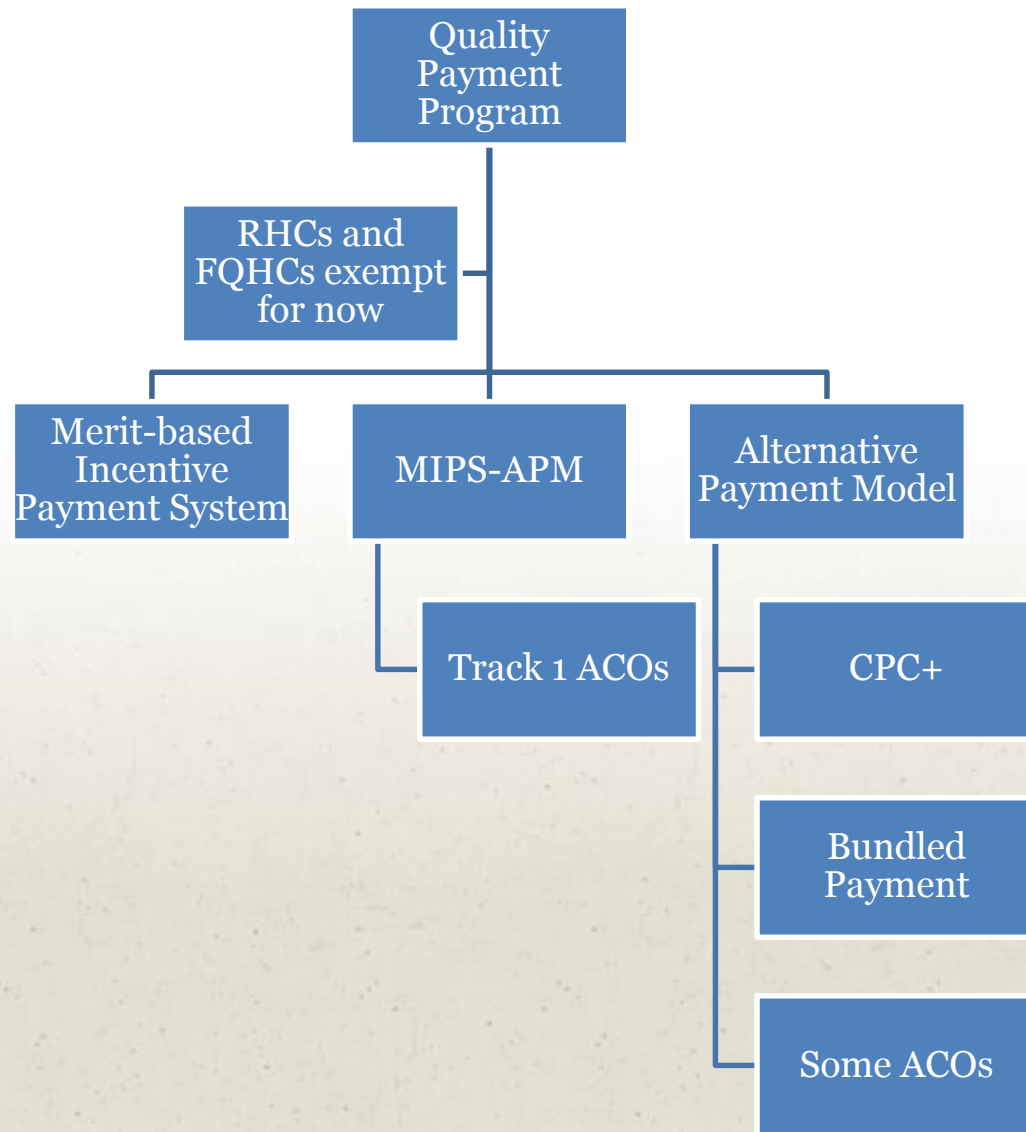 Quality
Payment
Program
RHCs and
FQHCs exempt
for now
Merit-based
Incentive
Payment System
MIPS-APM
Alternative
Payment Model
Track 1 ACOs
CPC+
Bundled
Payment
Some ACOs